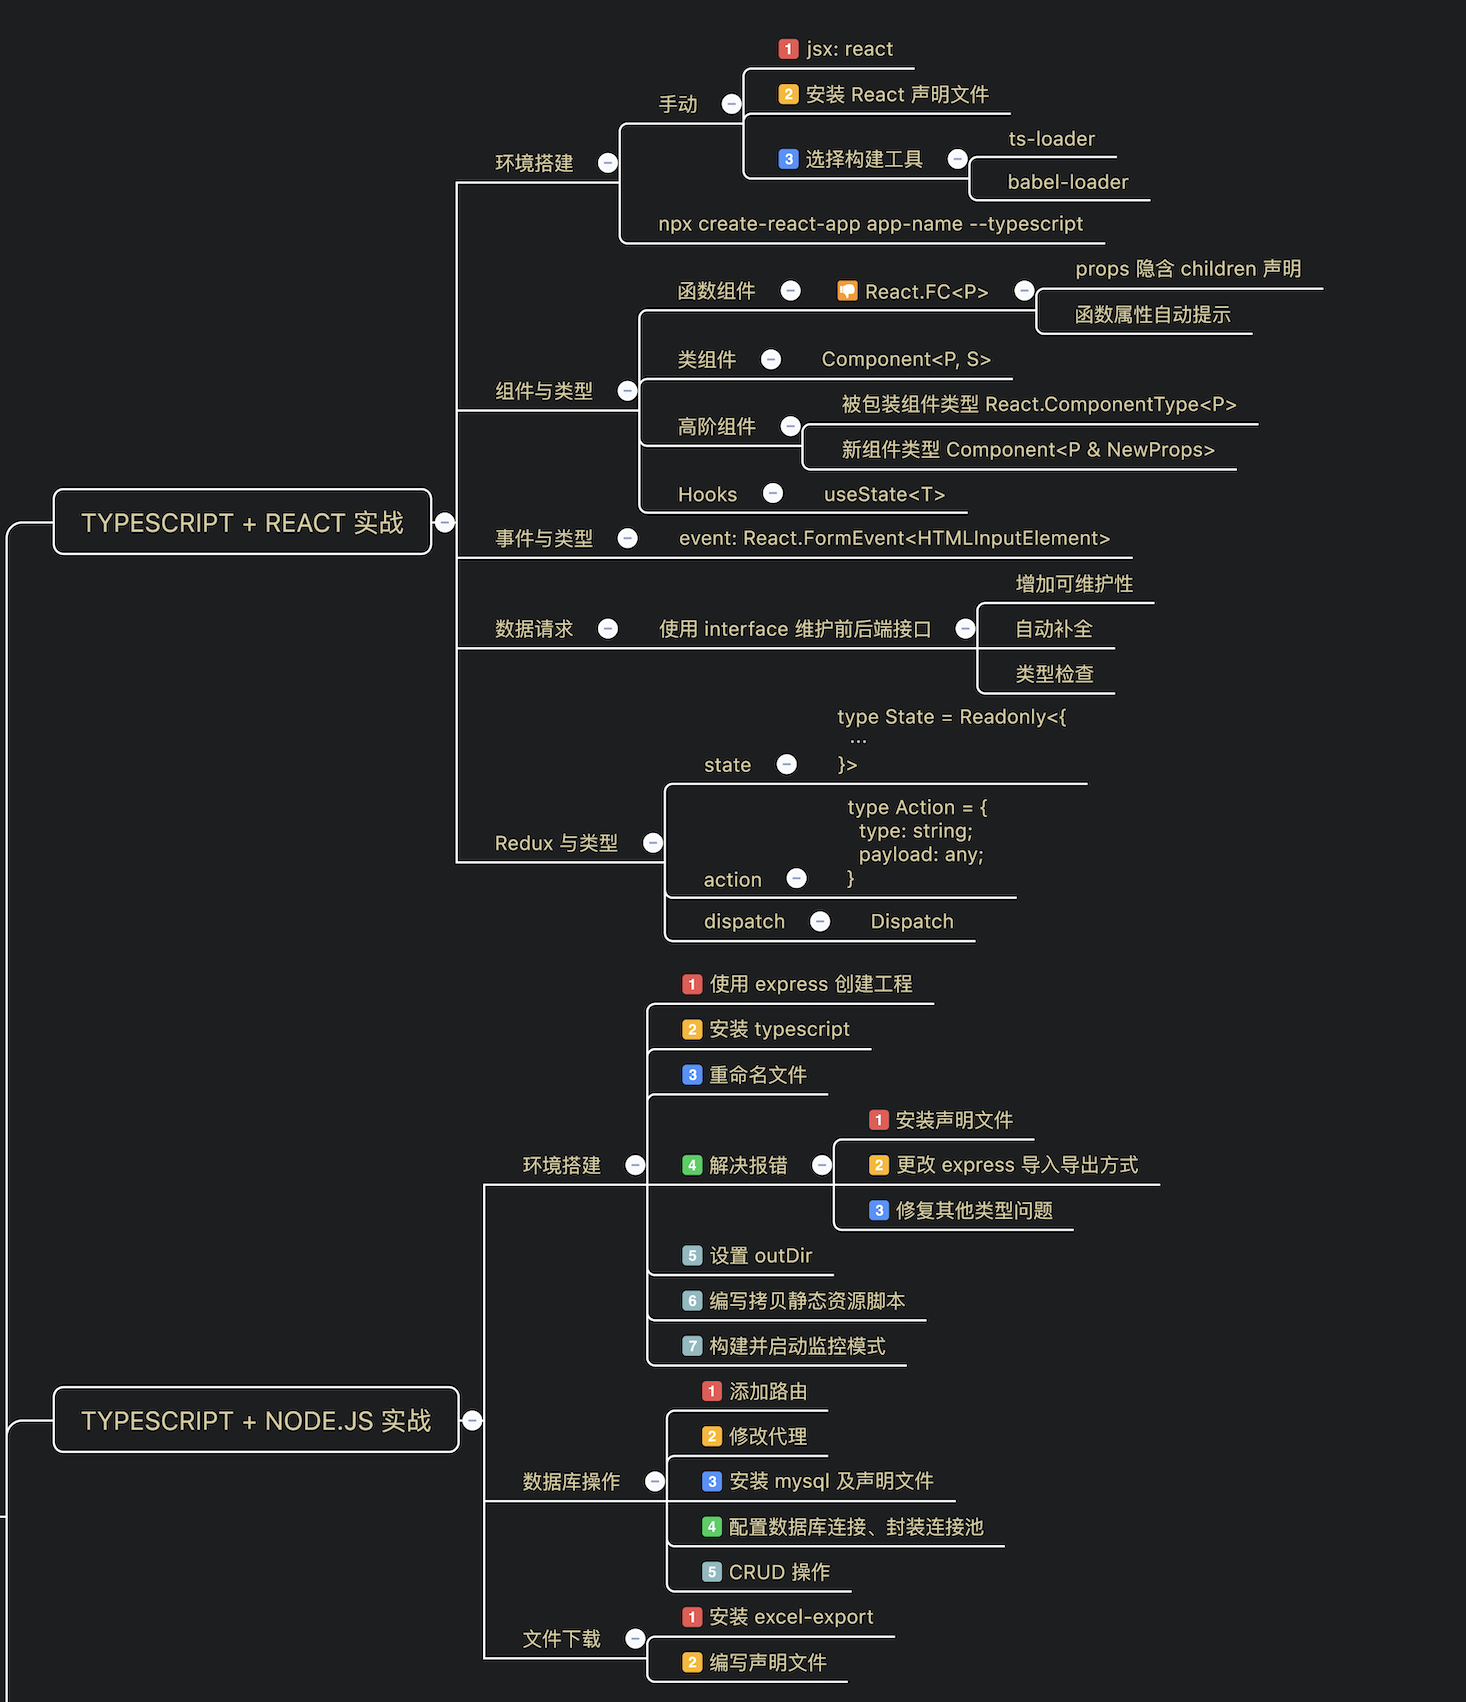 TYPESCRIPT + REACT 实战
环境搭建
手动
1 jsx: react
2 安装 React 声明文件
3 选择构建工具
ts-loader
babel-loader
npx create-react-app app-name --typescript
组件与类型
函数组件
React.FC<P>
props 隐含 children 声明
函数属性自动提示
类组件
Component<P, S>
高阶组件
被包装组件类型 React.ComponentType<P>
新组件类型 Component<P & NewProps>
Hooks
useState<T>
事件与类型
event: React.FormEvent<HTMLInputElement>
数据请求
使用 interface 维护前后端接口
增加可维护性
自动补全
类型检查
Redux 与类型
state
type State = Readonly<{
...
}>
action
type Action = {
type: string;
payload: any;
}
dispatch
Dispatch
TYPESCRIPT + NODE.JS 实战
环境搭建
1 使用 express 创建工程
2 安装 typescript
3 重命名文件
4 解决报错
1 安装声明文件
2 更改 express 导入导出方式
3 修复其他类型问题
5 设置 outDir
6 编写拷贝静态资源脚本
7 构建并启动监控模式
数据库操作
1 添加路由
2 修改代理
3 安装 mysql 及声明文件
4 配置数据库连接、封装连接池
5 CRUD 操作
文件下载
1 安装 excel-export
2 编写声明文件